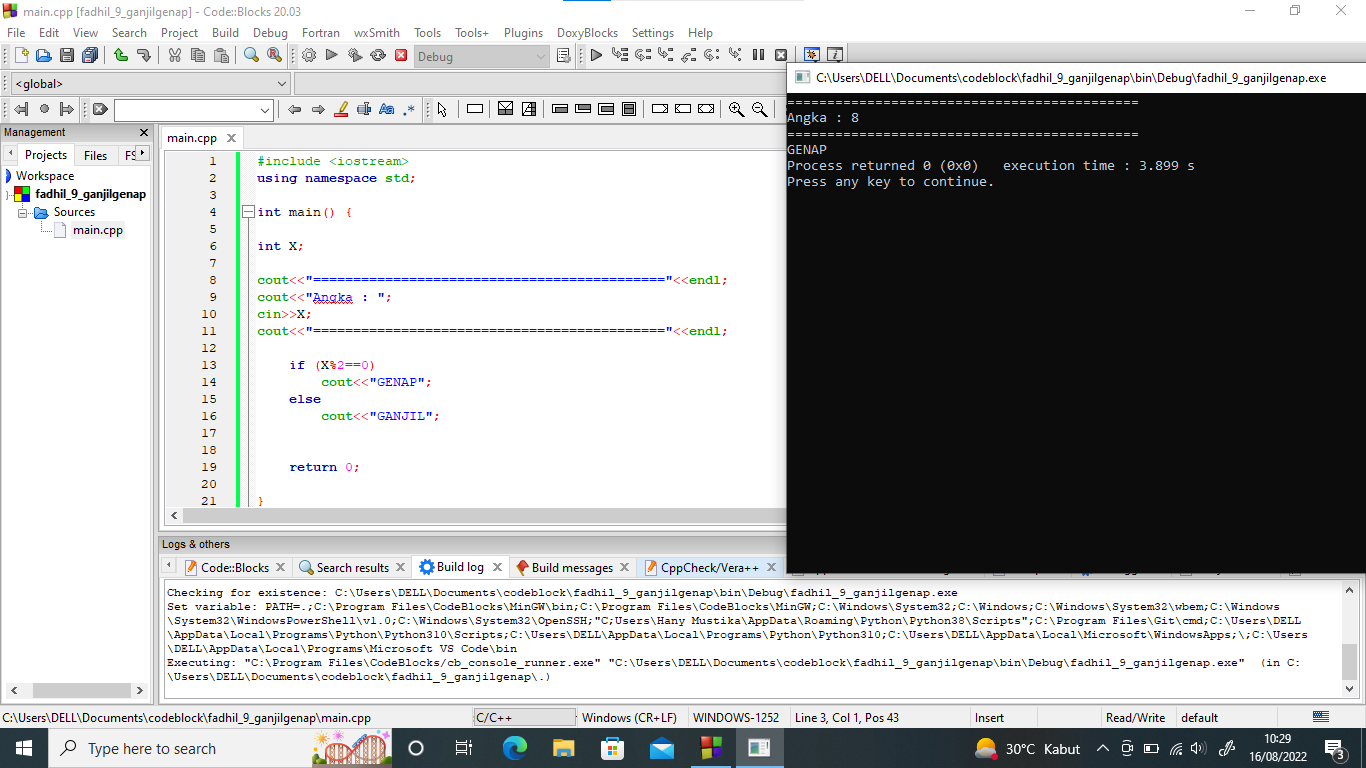 main.cpp [fadhil_9_ganjilgenap] - Code::Blocks 20.03
File Edit View Search Project Build Debug Fortran wxSmith Tools Tools+ Plugins DoxyBlocks Settings Help
Debug
<global>
C:\Users\DELL\Documents\codeblock\fadhil_9_ganjilgenap\bin\Debug\fadhil_9_ganjilgenap.exe
============================================
Angka : 8
============================================
GENAP
Process returned 0 (0x0)   execution time : 3.899 s
Press any key to continue.
Management
Projects Files FS
Workspace
fadhil_9_ganjilgenap
Sources
main.cpp
main.cpp
1 #include <iostream>
2 using namespace std;
3
4 int main() {
5
6 int X;
7
8 cout<<"============================================"<<endl;
9 cout<<"Angka : ";
10 cin>>X;
11 cout<<"============================================"<<endl;
12
13 if (X%2==0)
14 cout<<"GENAP";
15 else
16 cout<<"GANJIL";
17
18
19 return 0;
20
21 }
Logs & others
Code::Blocks Search results Build log Build messages CppCheck/Vera++
Checking for existence: C:\Users\DELL\Documents\codeblock\fadhil_9_ganjilgenap\bin\Debug\fadhil_9_ganjilgenap.exe
Set variable: PATH=.;C:\Program Files\CodeBlocks\MinGW\bin;C:\Program Files\CodeBlocks\MinGW;C:\Windows\System32;C:\Windows;C:\Windows\System32\wbem;C:\Windows
\System32\WindowsPowerShell\v1.0;C:\Windows\System32\OpenSSH;"C;Users\Hany Mustika\AppData\Roaming\Python\Python38\Scripts";C:\Program Files\Git\cmd;C:\Users\DELL
\AppData\Local\Programs\Python\Python310\Scripts;C:\Users\DELL\AppData\Local\Programs\Python\Python310;C:\Users\DELL\AppData\Local\Microsoft\WindowsApps;\;C:\Users
\DELL\AppData\Local\Programs\Microsoft VS Code\bin
Executing: "C:\Program Files\CodeBlocks/cb_console_runner.exe" "C:\Users\DELL\Documents\codeblock\fadhil_9_ganjilgenap\bin\Debug\fadhil_9_ganjilgenap.exe"  (in C:
\Users\DELL\Documents\codeblock\fadhil_9_ganjilgenap\.)
C:\Users\DELL\Documents\codeblock\fadhil_9_ganjilgenap\main.cpp C/C++ Windows (CR+LF) WINDOWS-1252 Line 3, Col 1, Pos 43 Insert Read/Write default
Type here to search
30°C Kabut
10:29
16/08/2022
3